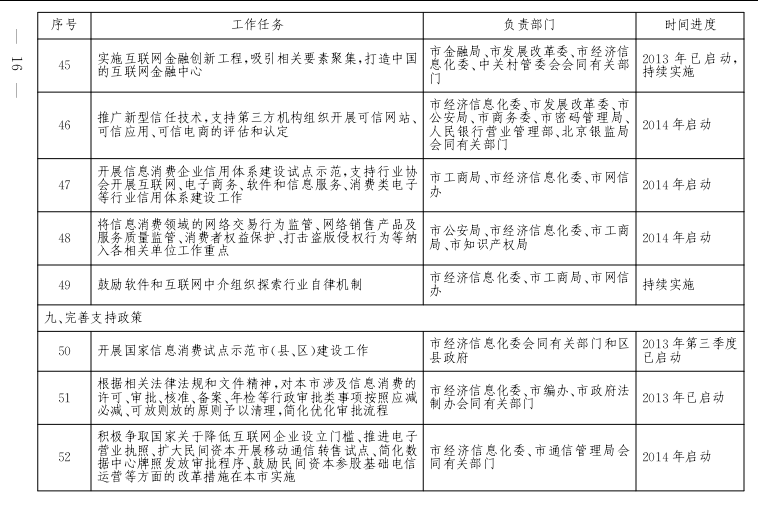 — 16 —
序号 工作任务 负责部门 时间进度
45
实施互联网金融创新工程,吸引相关要素聚集,打造中国
的互联网金融中心
市金融局、市发展改革委、市经济信
息化委、中关村管委会会同有关部
门
2013 年已启动,
持续实施
46
推广新型信任技术,支持第三方机构组织开展可信网站、
可信应用、可信电商的评估和认定
市经济信息化委、市发展改革委、市
公安局、市商务委、市密码管理局、
人民银行营业管理部、北京银监局
会同有关部门
2014 年启动
47
开展信息消费企业信用体系建设试点示范,支持行业协
会开展互联网、电子商务、软件和信息服务、消费类电子
等行业信用体系建设工作
市工商局、市经济信息化委、市网信
办
2014 年启动
48
将信息消费领域的网络交易行为监管、网络销售产品及
服务质量监管、消费者权益保护、打击盗版侵权行为等纳
入各相关单位工作重点
市公安局、市经济信息化委、市工商
局、市知识产权局
2014 年启动
49
鼓励软件和互联网中介组织探索行业自律机制
市经济信息化委、市工商局、市网信
办
持续实施
九、完善支持政策
50
开展国家信息消费试点示范市(县、区)建设工作
市经济信息化委会同有关部门和区
县政府
2013 年第三季度
已启动
51
根据相关法律法规和文件精神,对本市涉及信息消费的
许可、审批、核准、备案、年检等行政审批类事项按照应减
必减、可放则放的原则予以清理,简化优化审批流程
市经济信息化委、市编办、市政府法
制办会同有关部门
2013 年已启动
52
积极争取国家关于降低互联网企业设立门槛、推进电子
营业执照、扩大民间资本开展移动通信转售试点、简化数
据中心牌照发放审批程序、鼓励民间资本参股基础电信
运营等方面的改革措施在本市实施
市经济信息化委、市通信管理局会
同有关部门
2014 年启动